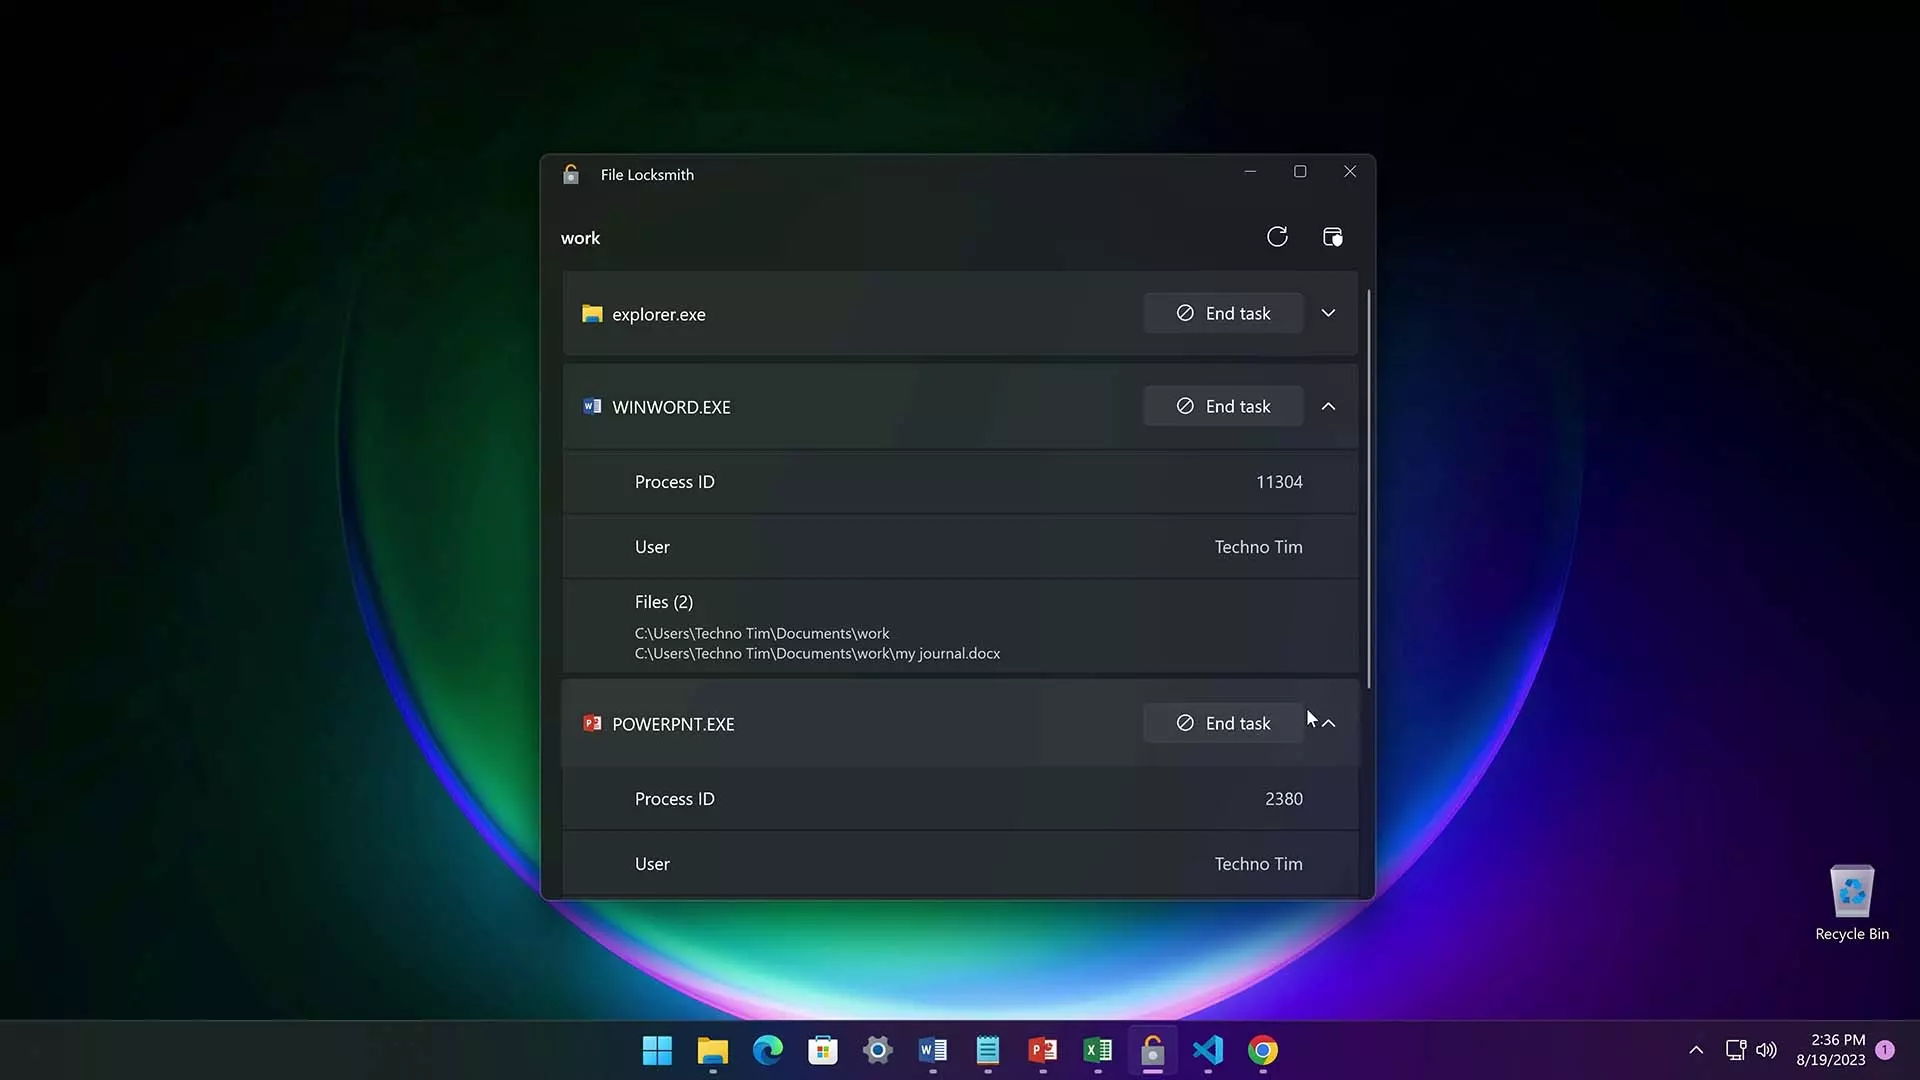 File Locksmith
work
explorer.exe End task
WINWORD.EXE End task
Process ID 11304
User Techno Tim
Files (2)
C:\Users\Techno Tim\Documents\work
C:\Users\Techno Tim\Documents\work\my journal.docx
POWERPNT.EXE End task
Process ID 2380
User Techno Tim
Recycle Bin
2:36 PM
8/19/2023
1